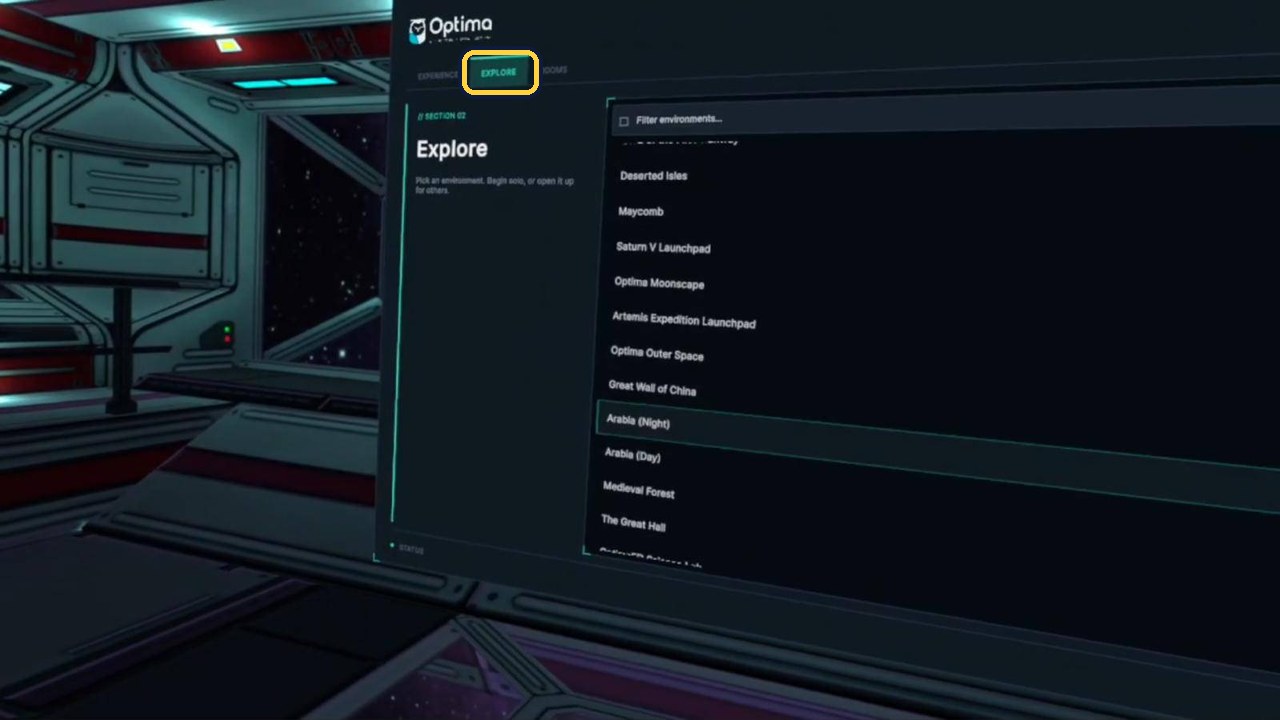 Optima
EXPERIENCE
EXPLORE
ROOMS
// SECTION 02
Explore
Pick an environment. Begin solo, or open it up
for others.
Filter environments...
Deserted Isles
Maycomb
Saturn V Launchpad
Optima Moonscape
Artemis Expedition Launchpad
Optima Outer Space
Great Wall of China
Arabia (Night)
Arabia (Day)
Medieval Forest
The Great Hall
STATUS